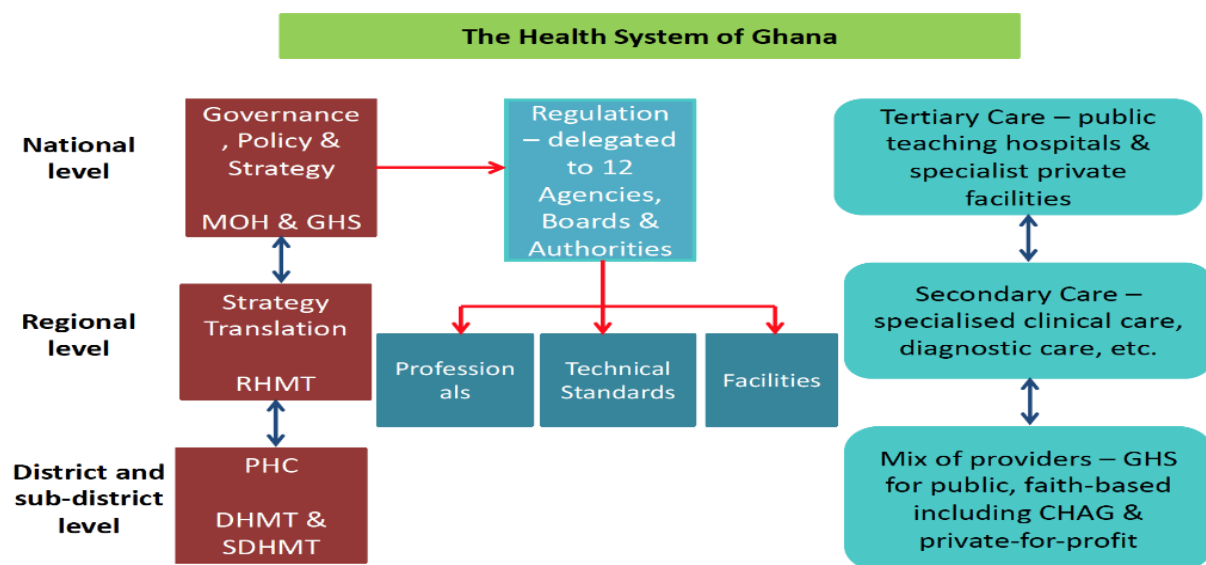 The Health System of Ghana
National
level
Governance
, Policy &
Strategy
MOH & GHS
Regulation
– delegated
to 12
Agencies,
Boards &
Authorities
Tertiary Care – public
teaching hospitals &
specialist private
facilities
Regional
level
Strategy
Translation
RHMT
Profession
als
Technical
Standards
Facilities
Secondary Care –
specialised clinical care,
diagnostic care, etc.
District and
sub-district
level
PHC
DHMT &
SDHMT
Mix of providers – GHS
for public, faith-based
including CHAG &
private-for-profit